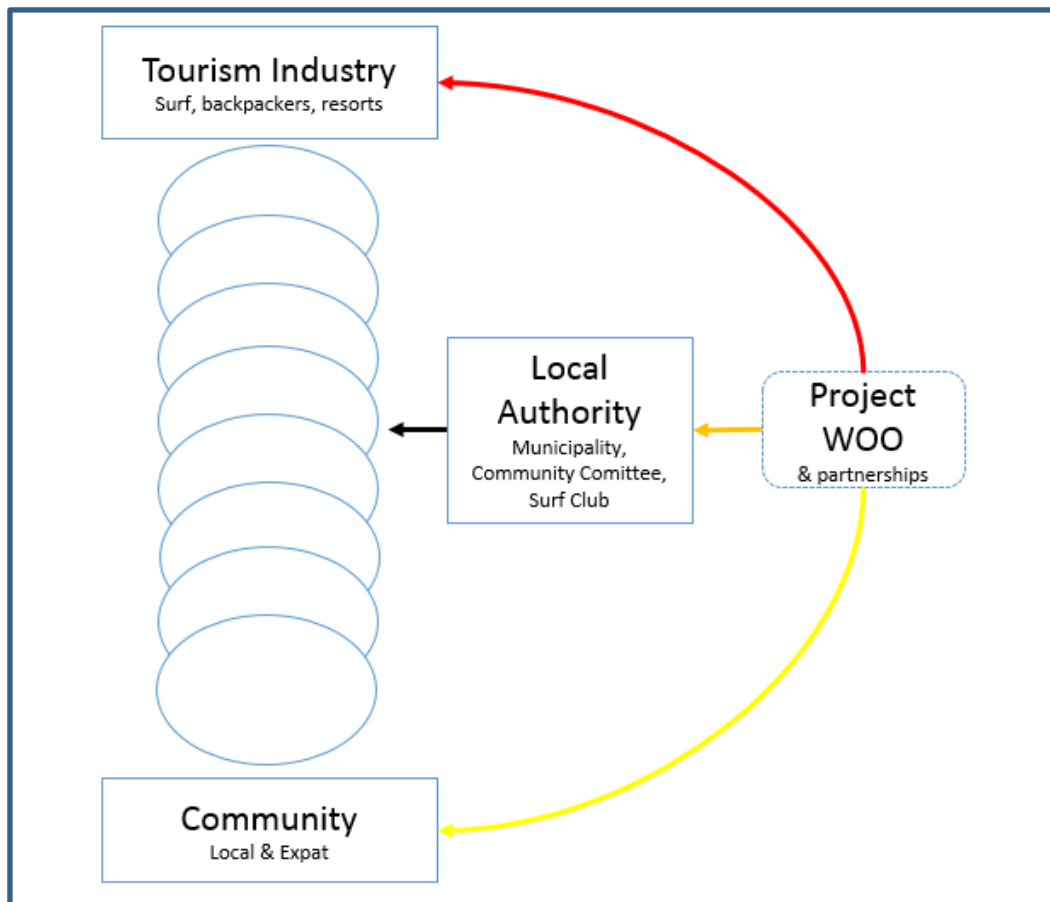 Tourism Industry
Surf, backpackers, resorts
Local
Authority
Municipality,
Community Comittee,
Surf Club
Project
WOO
& partnerships
Community
Local & Expat